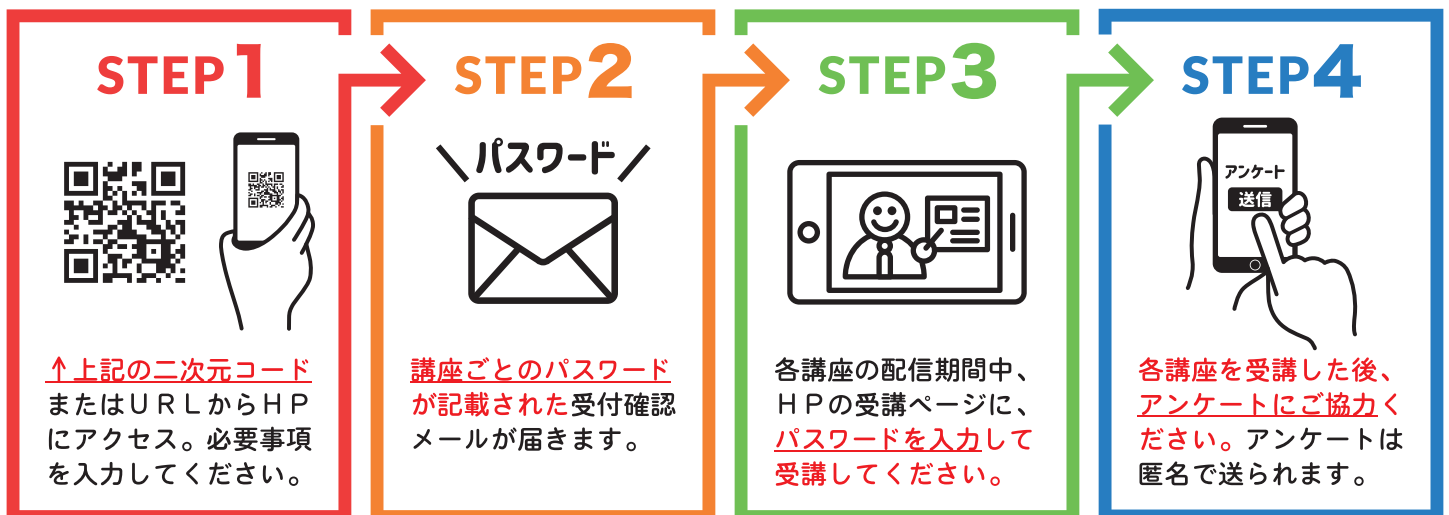 STEP1
↑上記の二次元コード
またはＵＲＬからＨＰ
にアクセス。必要事項
を入力してください。
STEP2
パスワード
講座ごとのパスワード
が記載された受付確認
メールが届きます。
STEP3
各講座の配信期間中、
ＨＰの受講ページに、
パスワードを入力して
受講してください。
STEP4
アンケート
送信
各講座を受講した後、
アンケートにご協力く
ださい。アンケートは
匿名で送られます。